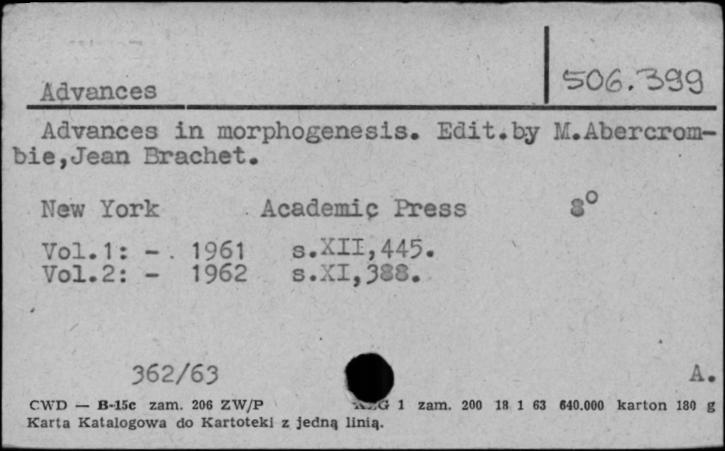 506.399
Advances
Advances in morphogenesis. Edit.by M.Abercrom-
bie,Jean Brachet.
New York Academic Press 8°
Vol.1: - . 1961 s.XII,445.
Vol.2: - 1962 s.XI,388.
362/63 A.
CWD — B-15c zam. 206 ZW/P 1 zam. 200 18 1 63 640.000 karton 180 g
Karta Katalogowa do Kartoteki z jedną linią.